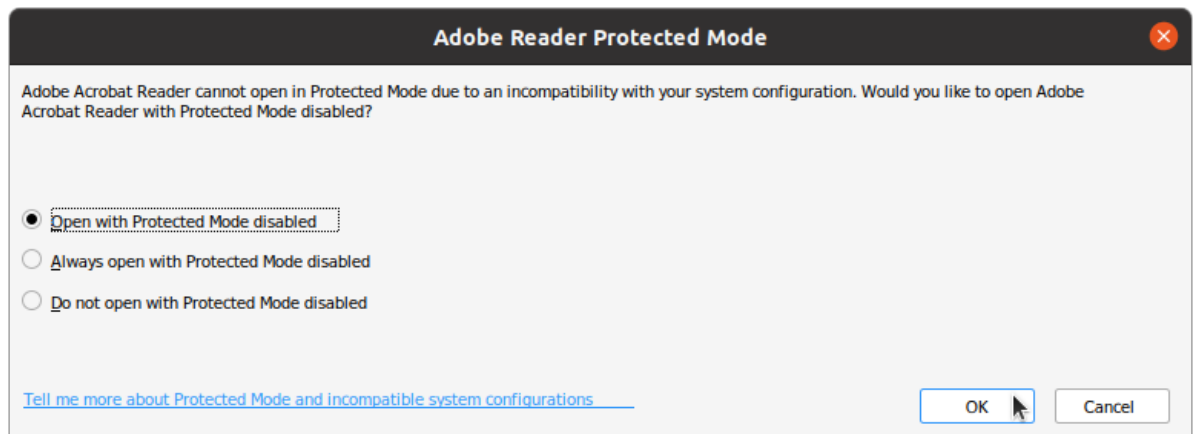 Adobe Reader Protected Mode
Adobe Acrobat Reader cannot open in Protected Mode due to an incompatibility with your system configuration. Would you like to open Adobe
Acrobat Reader with Protected Mode disabled?
Open with Protected Mode disabled
Always open with Protected Mode disabled
Do not open with Protected Mode disabled
Tell me more about Protected Mode and incompatible system configurations
OK
Cancel